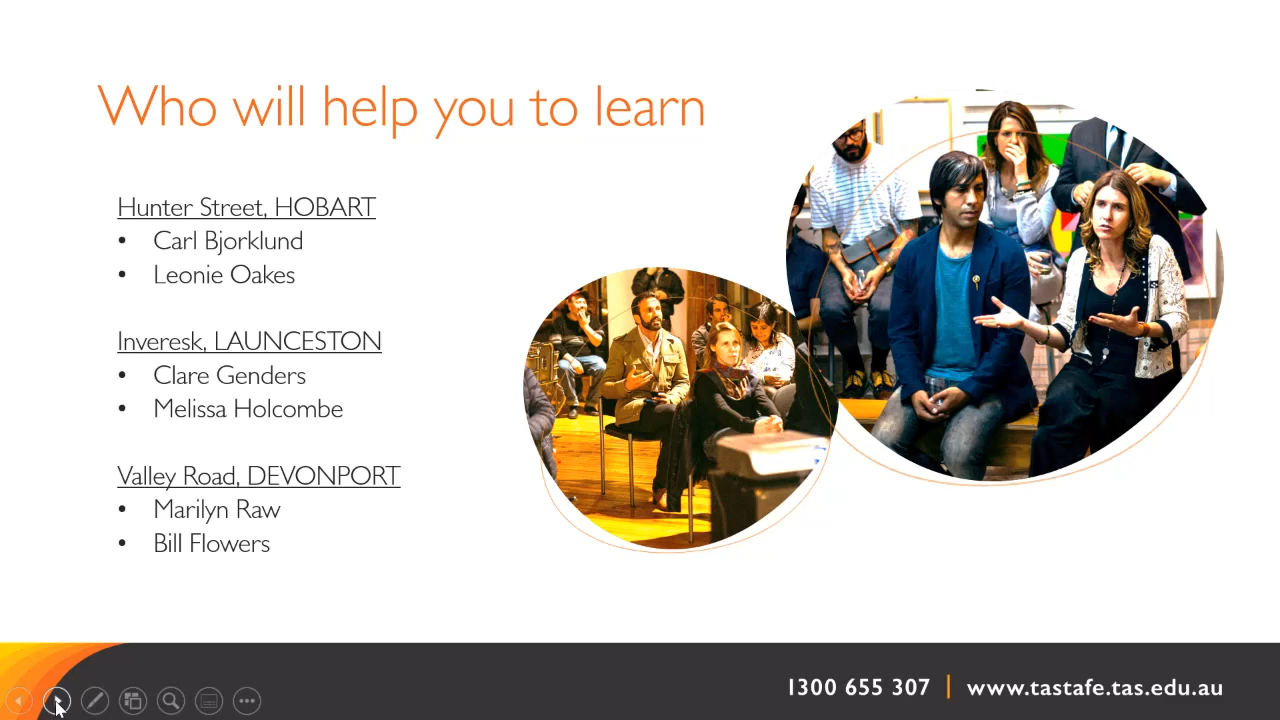 Who will help you to learn
Hunter Street, HOBART
• Carl Bjorklund
• Leonie Oakes
Inveresk, LAUNCESTON
• Clare Genders
• Melissa Holcombe
Valley Road, DEVONPORT
• Marilyn Raw
• Bill Flowers
1300 655 307 | www.tastafe.tas.edu.au